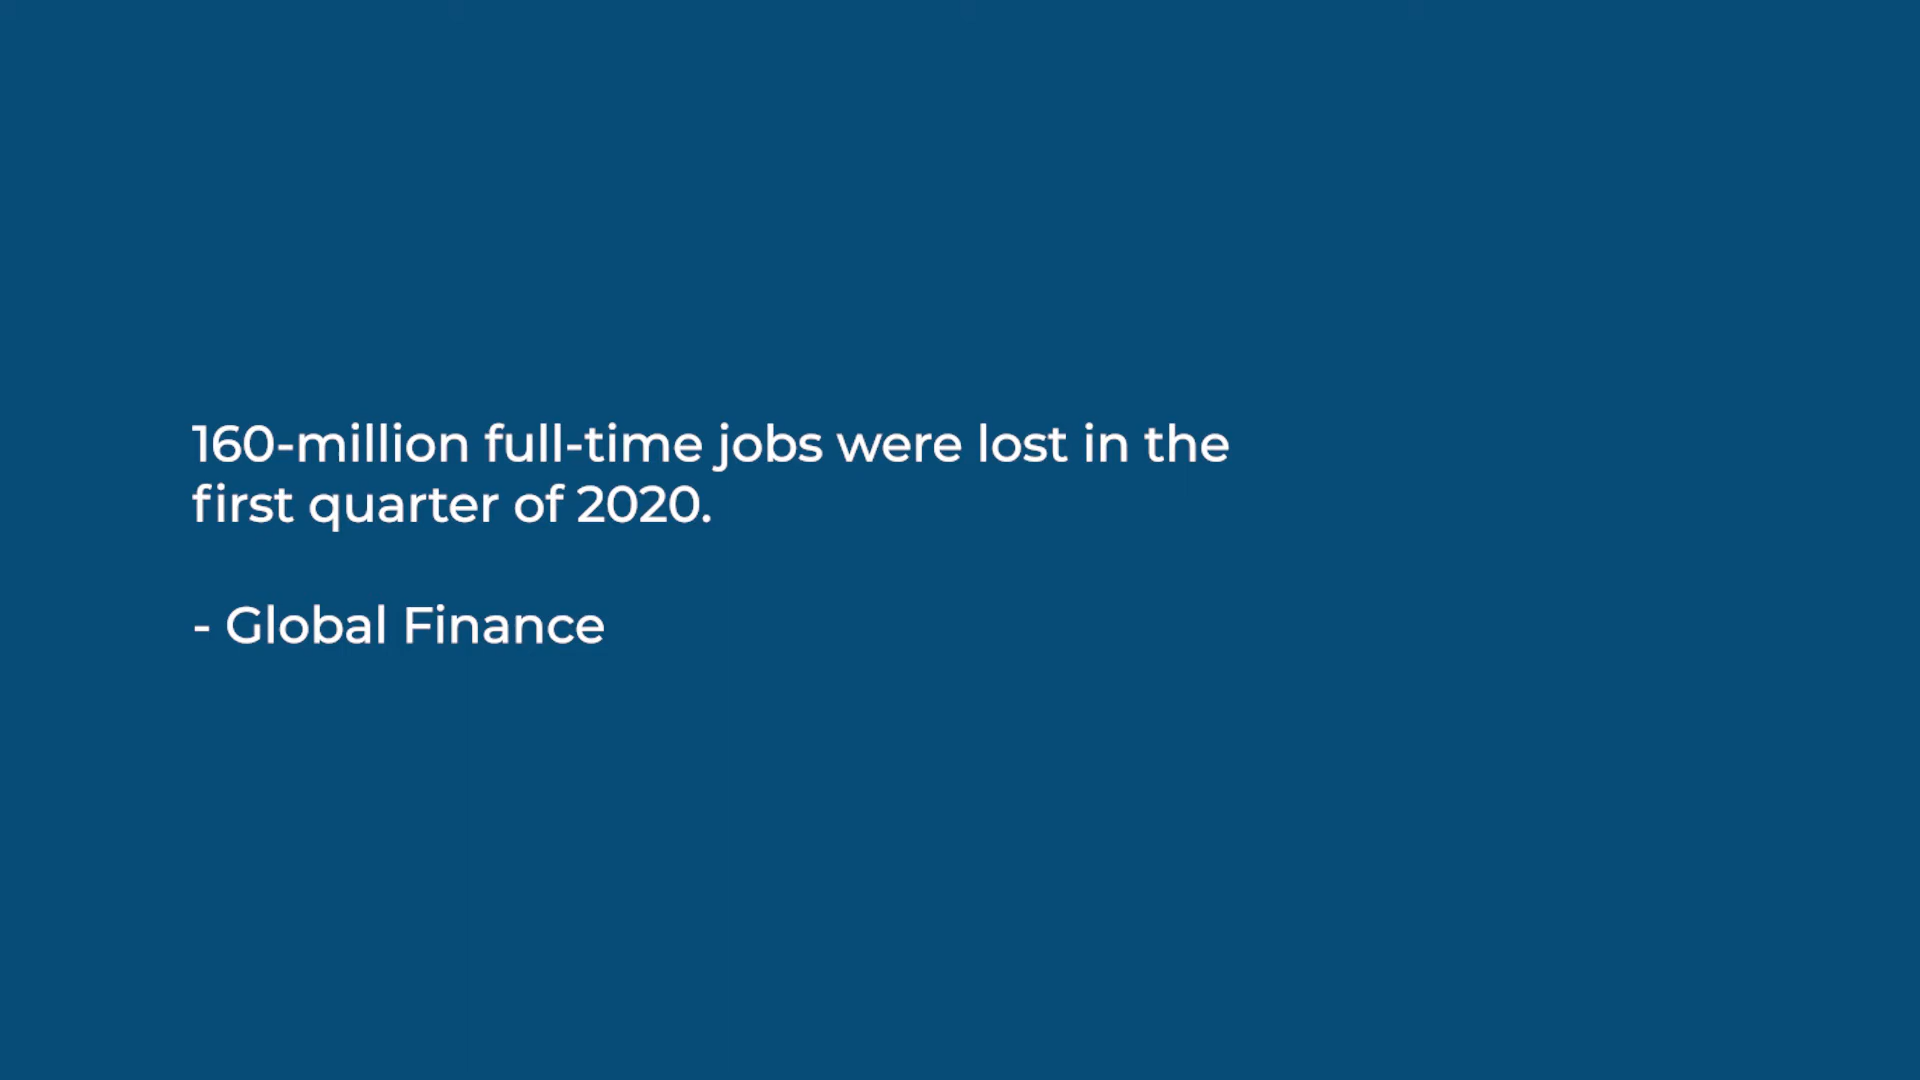 160-million full-time jobs were lost in the
first quarter of 2020.
- Global Finance